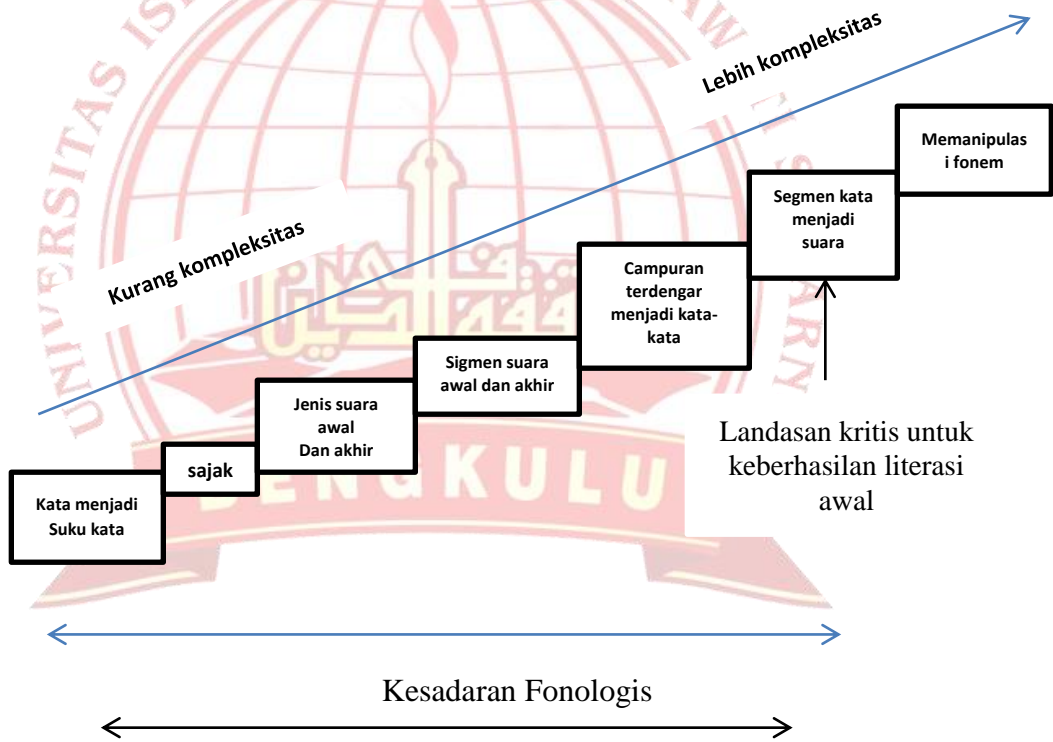 Lebih kompleksitas
Kurang kompleksitas
Memanipulas
i fonem
Segmen kata
menjadi
suara
Campuran
terdengar
menjadi kata-
kata
Sigmen suara
awal dan akhir
Jenis suara
awal
Dan akhir
sajak
Kata menjadi
Suku kata
Landasan kritis untuk
keberhasilan literasi
awal
BENGKULU
Kesadaran Fonologis